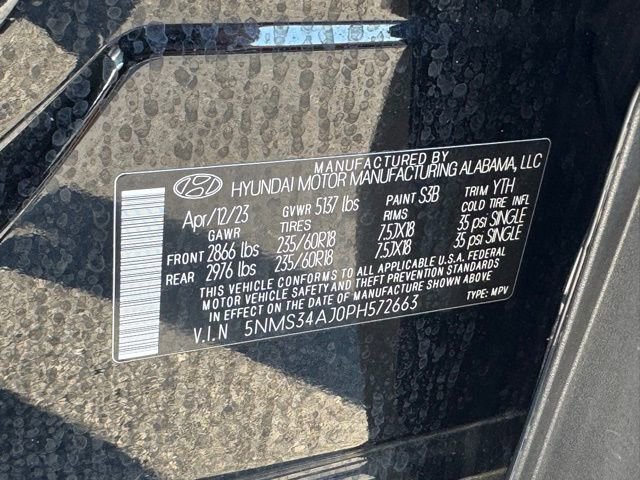 MANUFACTURED BY
HYUNDAI MOTOR MANUFACTURING ALABAMA, LLC
Apr/12/23 GVWR 5137 lbs PAINT S3B TRIM YTH
GAWR TIRES RIMS COLD TIRE INFL
FRONT 2866 lbs 235/60R18 7.5JX18 35 psi SINGLE
REAR 2976 lbs 235/60R18 7.5JX18 35 psi SINGLE
THIS VEHICLE CONFORMS TO ALL APPLICABLE U.S.A. FEDERAL
MOTOR VEHICLE SAFETY AND THEFT PREVENTION STANDARDS
IN EFFECT ON THE DATE OF MANUFACTURE SHOWN ABOVE
V.I.N 5NMS34AJ0PH572663 TYPE: MPV